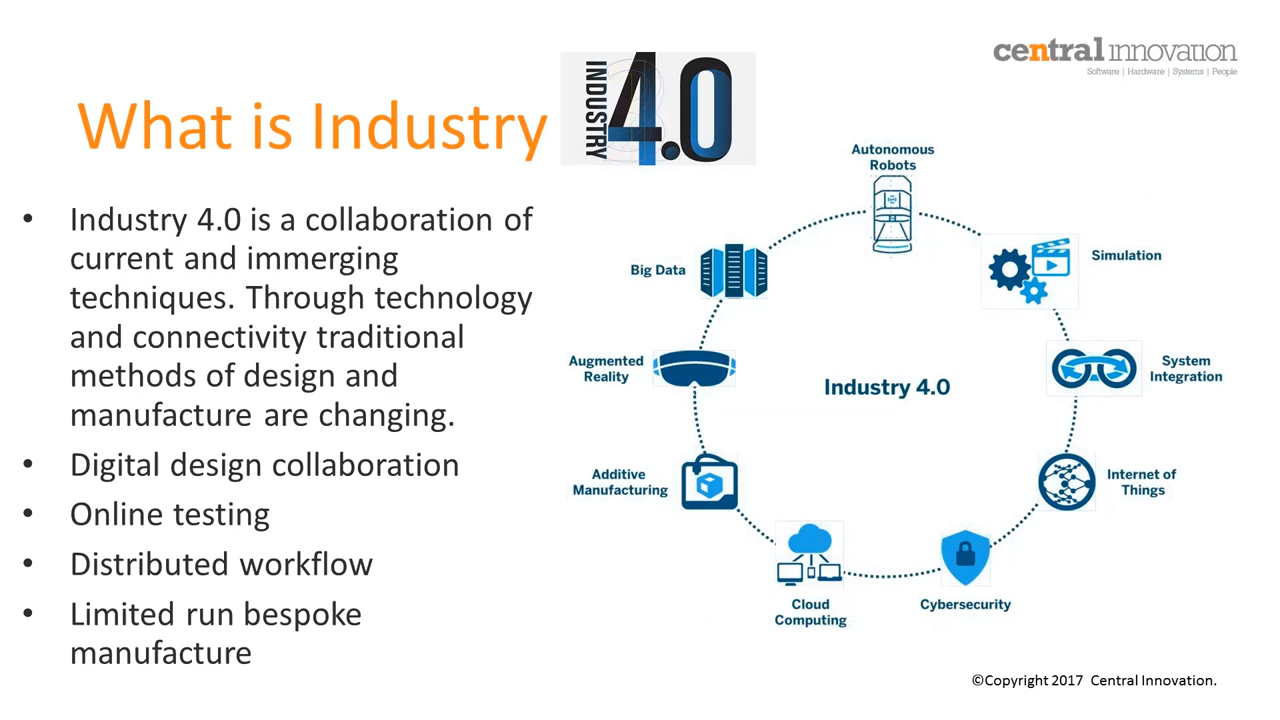 central innovation
Software | Hardware | Systems | People
What is Industry
INDUSTRY
4.0
• Industry 4.0 is a collaboration of
current and immerging
techniques. Through technology
and connectivity traditional
methods of design and
manufacture are changing.
• Digital design collaboration
• Online testing
• Distributed workflow
• Limited run bespoke
manufacture
Autonomous
Robots
Simulation
System
Integration
Internet of
Things
Cybersecurity
Cloud
Computing
Additive
Manufacturing
Augmented
Reality
Big Data
Industry 4.0
©Copyright 2017 Central Innovation.